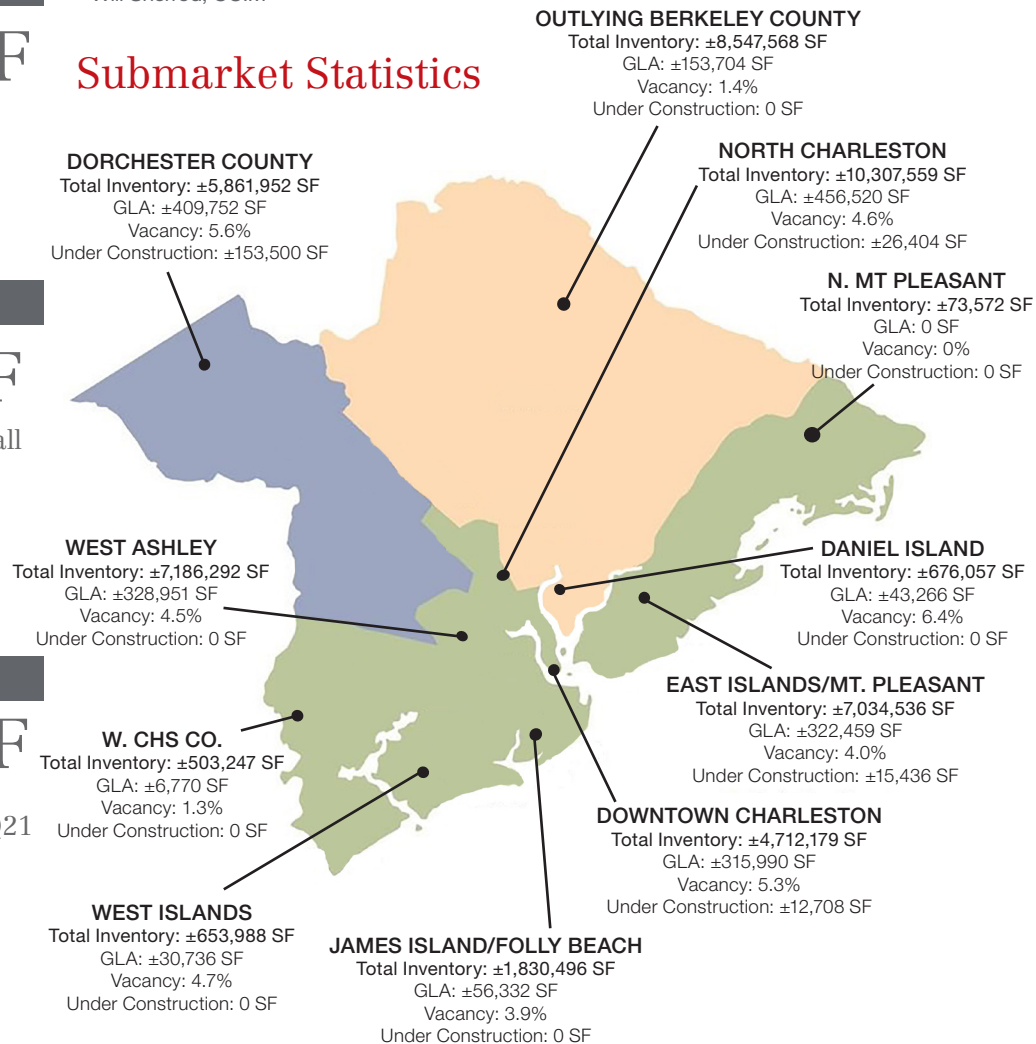 F
Submarket Statistics
OUTLYING BERKELEY COUNTY
Total Inventory: ±8,547,568 SF
GLA: ±153,704 SF
Vacancy: 1.4%
Under Construction: 0 SF
DORCHESTER COUNTY
Total Inventory: ±5,861,952 SF
GLA: ±409,752 SF
Vacancy: 5.6%
Under Construction: ±153,500 SF
NORTH CHARLESTON
Total Inventory: ±10,307,559 SF
GLA: ±456,520 SF
Vacancy: 4.6%
Under Construction: ±26,404 SF
N. MT PLEASANT
Total Inventory: ±73,572 SF
GLA: 0 SF
Vacancy: 0%
Under Construction: 0 SF
F
all
WEST ASHLEY
Total Inventory: ±7,186,292 SF
GLA: ±328,951 SF
Vacancy: 4.5%
Under Construction: 0 SF
DANIEL ISLAND
Total Inventory: ±676,057 SF
GLA: ±43,266 SF
Vacancy: 6.4%
Under Construction: 0 SF
EAST ISLANDS/MT. PLEASANT
Total Inventory: ±7,034,536 SF
GLA: ±322,459 SF
Vacancy: 4.0%
Under Construction: ±15,436 SF
F
21
W. CHS CO.
Total Inventory: ±503,247 SF
GLA: ±6,770 SF
Vacancy: 1.3%
Under Construction: 0 SF
DOWNTOWN CHARLESTON
Total Inventory: ±4,712,179 SF
GLA: ±315,990 SF
Vacancy: 5.3%
Under Construction: ±12,708 SF
WEST ISLANDS
Total Inventory: ±653,988 SF
GLA: ±30,736 SF
Vacancy: 4.7%
Under Construction: 0 SF
JAMES ISLAND/FOLLY BEACH
Total Inventory: ±1,830,496 SF
GLA: ±56,332 SF
Vacancy: 3.9%
Under Construction: 0 SF